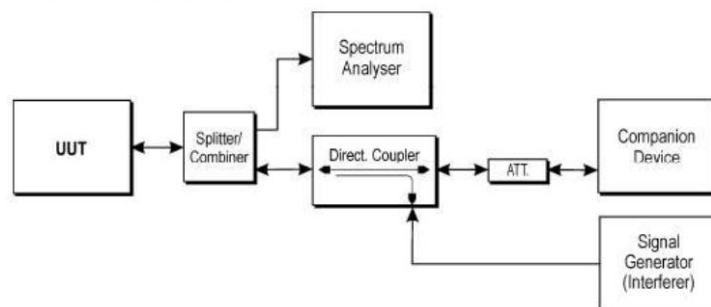 Spectrum
Analyser
UUT
Splitter/
Combiner
Direct. Coupler
ATT.
Companion
Device
Signal
Generator
(Interferer)